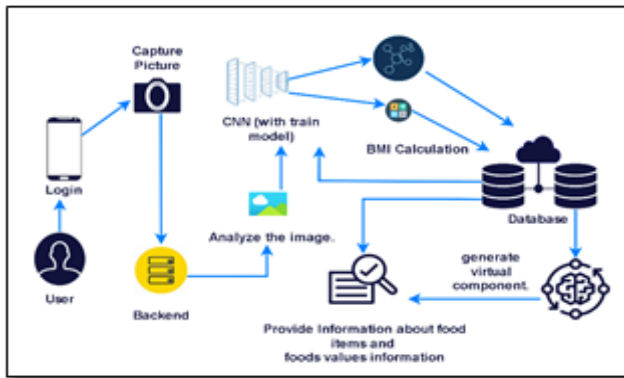 Capture
Picture
CNN (with train
model)
BMI Calculation
Login
Database
Analyze the image.
generate
virtual
component.
User
Backend
Provide Information about food
items and
foods values information